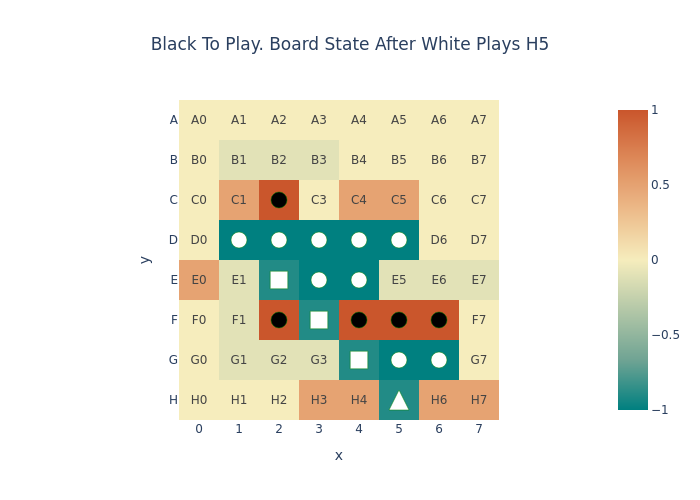 Black To Play. Board State After White Plays H5
A A0 A1 A2 A3 A4 A5 A6 A7
B B0 B1 B2 B3 B4 B5 B6 B7
C C0 C1 C3 C4 C5 C6 C7
D D0 D6 D7
E E0 E1 E5 E6 E7
F F0 F1 F7
G G0 G1 G2 G3 G7
H H0 H1 H2 H3 H4 H6 H7
0 1 2 3 4 5 6 7
x
y
1
0.5
0
−0.5
−1